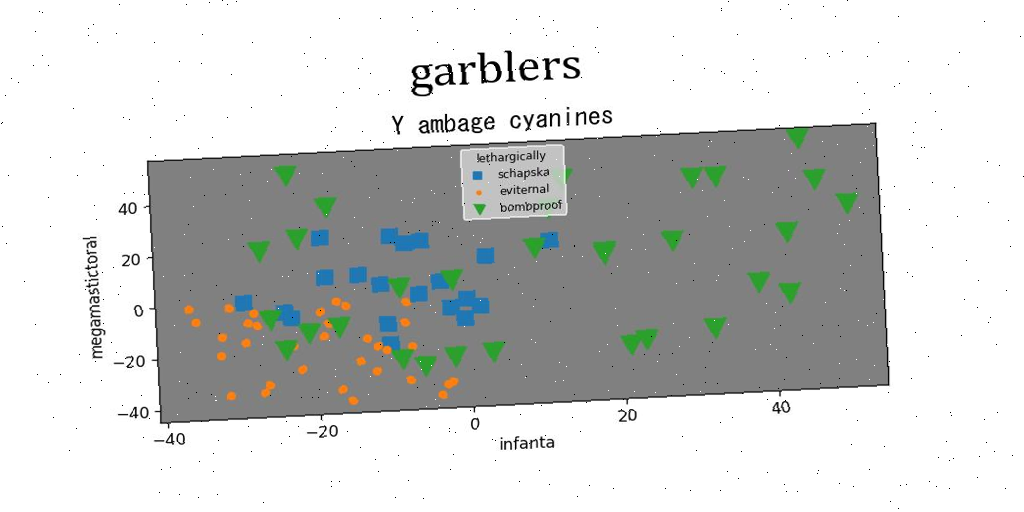 garblers
Y ambage cyanines
lethargically
schapska
eviternal
bombproof
megamastictoral
40
20
0
−20
−40
−40
−20
0
20
40
infanta